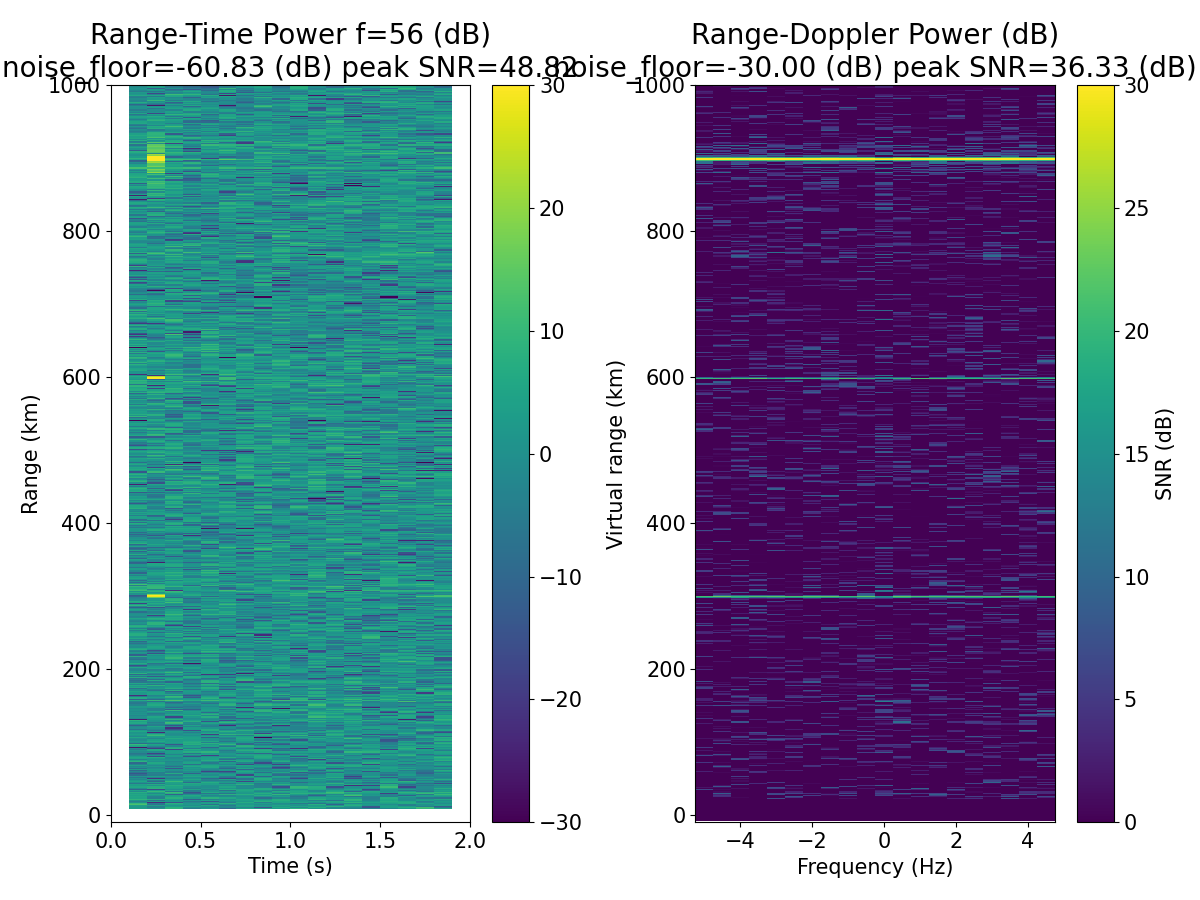 Range-Time Power f=56 (dB)
noise_floor=-60.83 (dB) peak SNR=48.82
Range-Doppler Power (dB)
noise_floor=-30.00 (dB) peak SNR=36.33 (dB)
1000
800
600
400
200
0
Range (km)
0.0 0.5 1.0 1.5 2.0
Time (s)
30
20
10
0
−10
−20
−30
1000
800
600
400
200
0
Virtual range (km)
−4 −2 0 2 4
Frequency (Hz)
30
25
20
15
10
5
0
SNR (dB)